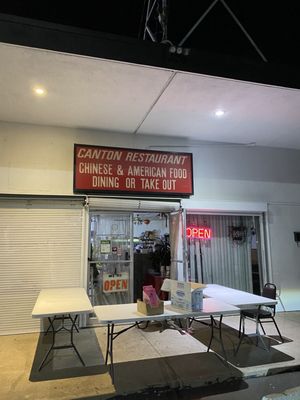 CANTON RESTAURANT
CHINESE & AMERICAN FOOD
DINING OR TAKE OUT
OPEN
OPEN